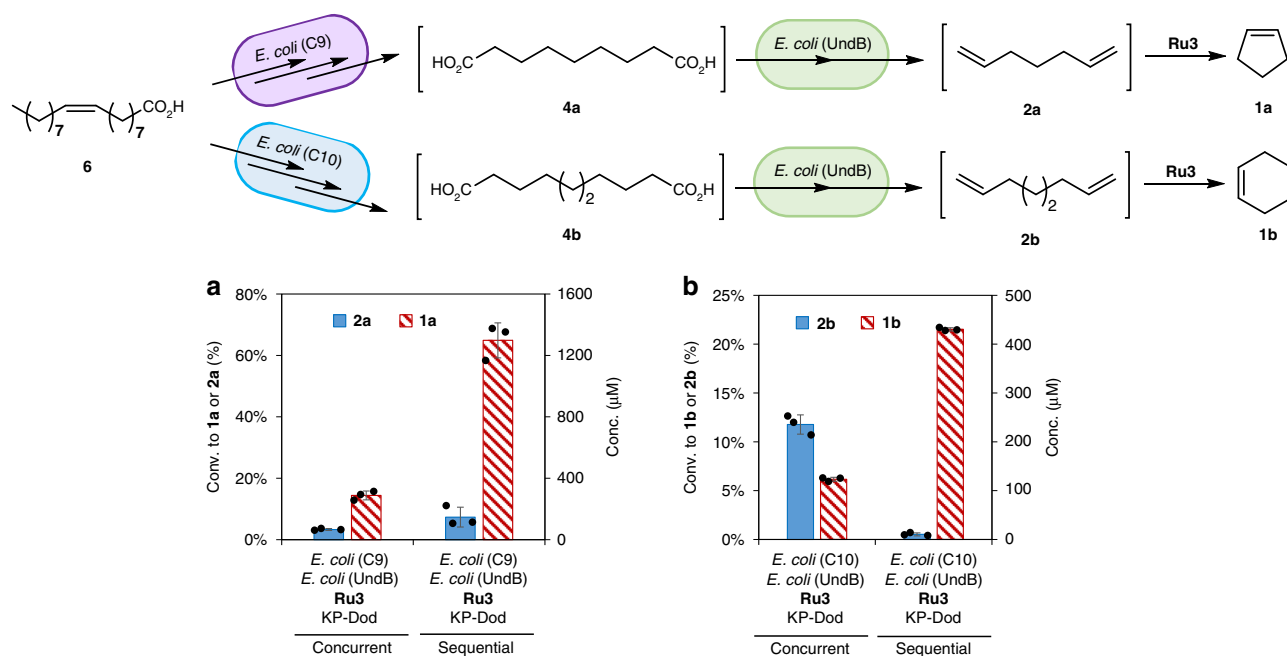 E. coli (C9)
HO₂C
CO₂H
4a
E. coli (UndB)
2a
Ru3
1a
7
7
CO₂H
6
E. coli (C10)
HO₂C
2
CO₂H
4b
E. coli (UndB)
2
2b
Ru3
1b
a
Conv. to 1a or 2a (%)
80%
60%
40%
20%
0%
2a 1a
1600
1200
800
400
0
Conc. (μM)
E. coli (C9) E. coli (C9)
E. coli (UndB) E. coli (UndB)
Ru3 Ru3
KP-Dod KP-Dod
Concurrent Sequential
b
Conv. to 1b or 2b (%)
25%
20%
15%
10%
5%
0%
2b 1b
500
400
300
200
100
0
Conc. (μM)
E. coli (C10) E. coli (C10)
E. coli (UndB) E. coli (UndB)
Ru3 Ru3
KP-Dod KP-Dod
Concurrent Sequential